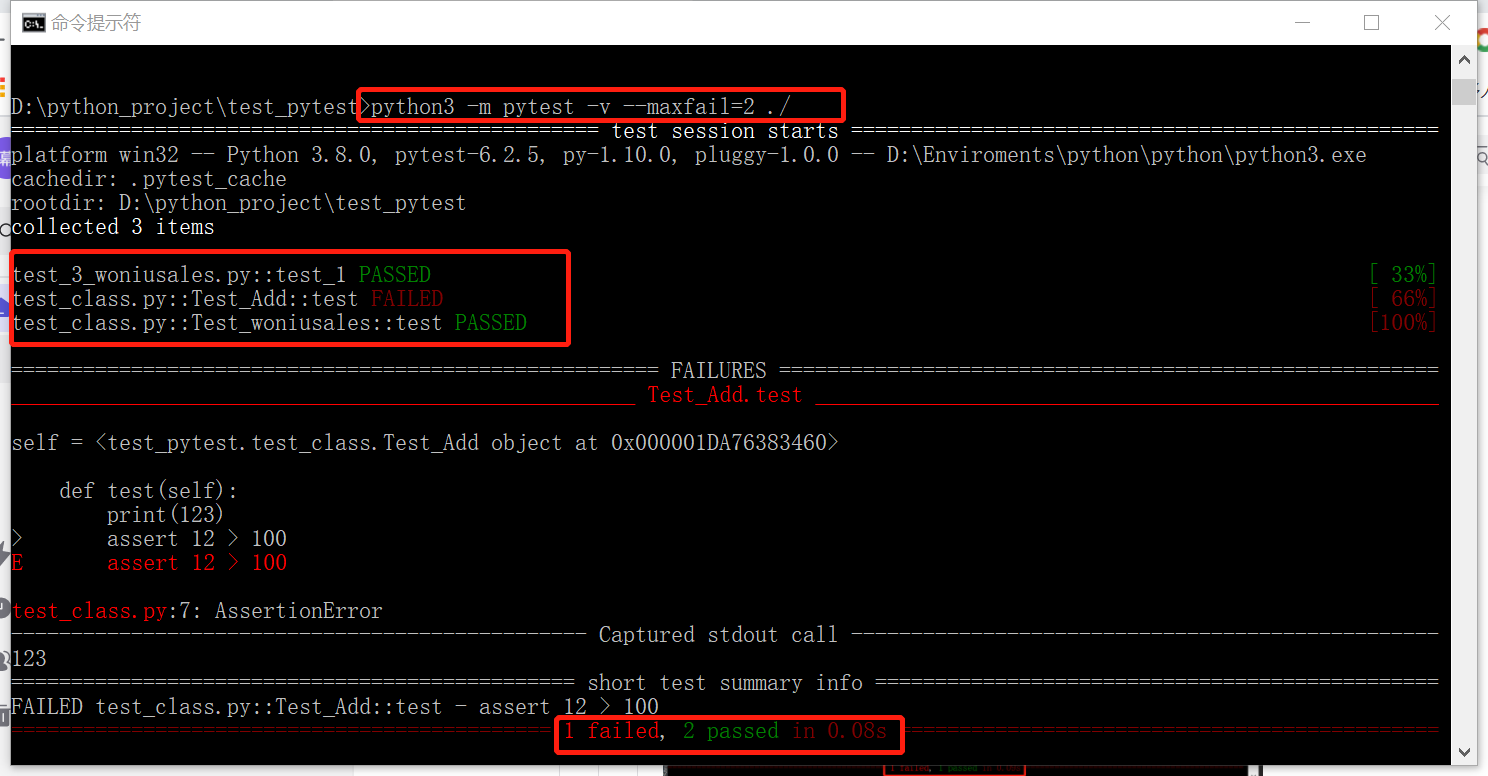 命令提示符
D:\python_project\test_pytest>python3 -m pytest -v --maxfail=2 ./
================================================= test session starts =================================================
platform win32 -- Python 3.8.0, pytest-6.2.5, py-1.10.0, pluggy-1.0.0 -- D:\Enviroments\python\python\python3.exe
cachedir: .pytest_cache
rootdir: D:\python_project\test_pytest
collected 3 items
test_3_woniusales.py::test_1 PASSED [ 33%]
test_class.py::Test_Add::test FAILED [ 66%]
test_class.py::Test_woniusales::test PASSED [100%]
====================================================== FAILURES =======================================================
____________________________________________________ Test_Add.test ____________________________________________________
self = <test_pytest.test_class.Test_Add object at 0x000001DA76383460>
def test(self):
print(123)
> assert 12 > 100
E assert 12 > 100
test_class.py:7: AssertionError
------------------------------------------------ Captured stdout call -------------------------------------------------
123
=============================================== short test summary info ===============================================
FAILED test_class.py::Test_Add::test - assert 12 > 100
============================================= 1 failed, 2 passed in 0.08s =============================================